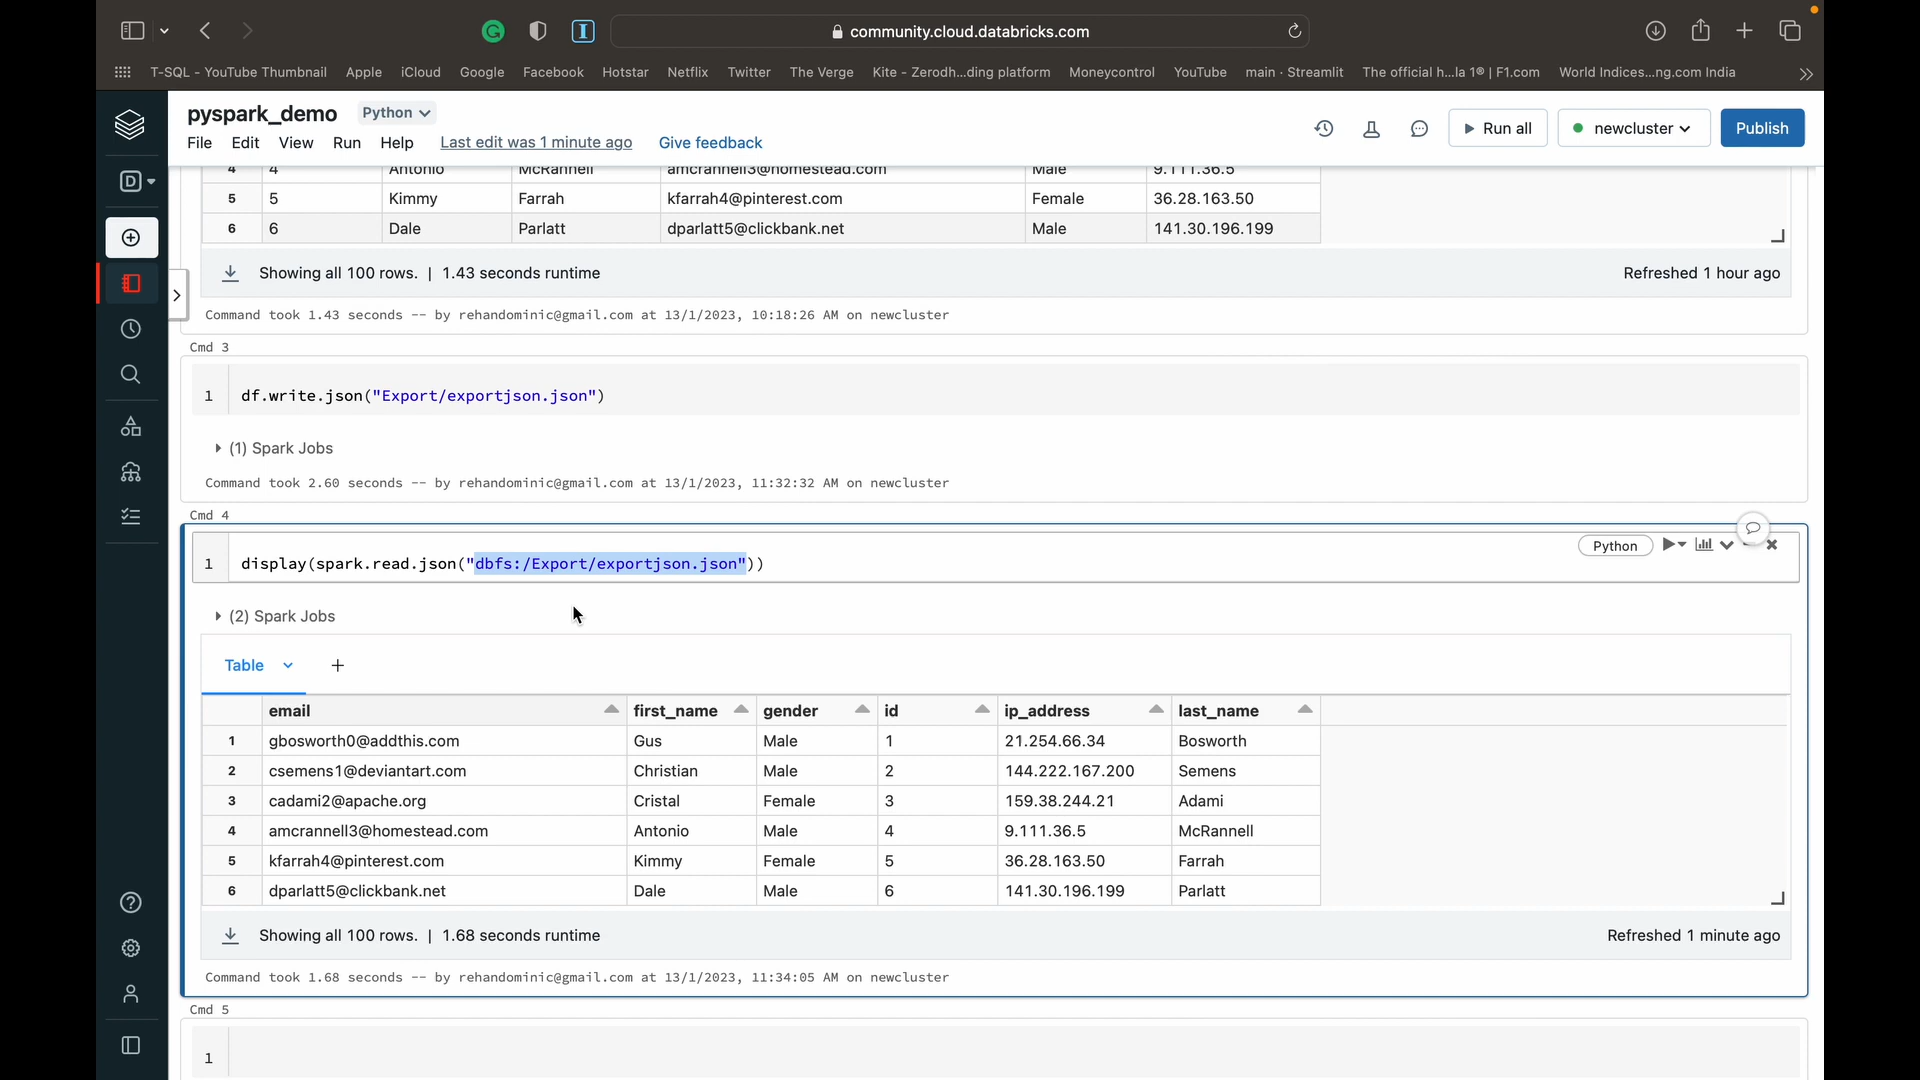 community.cloud.databricks.com
T-SQL - YouTube Thumbnail Apple iCloud Google Facebook Hotstar Netflix Twitter The Verge Kite - Zerodh...ding platform Moneycontrol YouTube main · Streamlit The official h...la 1® | F1.com World Indices...ng.com India
pyspark_demo Python
File Edit View Run Help Last edit was 1 minute ago Give feedback
Run all newcluster Publish
D
4 4 Antonio McRannell amcrannell3@homestead.com Male 9.111.36.5
5 5 Kimmy Farrah kfarrah4@pinterest.com Female 36.28.163.50
6 6 Dale Parlatt dparlatt5@clickbank.net Male 141.30.196.199
Showing all 100 rows. | 1.43 seconds runtime Refreshed 1 hour ago
Command took 1.43 seconds -- by rehandominic@gmail.com at 13/1/2023, 10:18:26 AM on newcluster
Cmd 3
1 df.write.json("Export/exportjson.json")
(1) Spark Jobs
Command took 2.60 seconds -- by rehandominic@gmail.com at 13/1/2023, 11:32:32 AM on newcluster
Cmd 4
Python
1 display(spark.read.json("dbfs:/Export/exportjson.json"))
(2) Spark Jobs
Table +
email first_name gender id ip_address last_name
1 gbosworth0@addthis.com Gus Male 1 21.254.66.34 Bosworth
2 csemens1@deviantart.com Christian Male 2 144.222.167.200 Semens
3 cadami2@apache.org Cristal Female 3 159.38.244.21 Adami
4 amcrannell3@homestead.com Antonio Male 4 9.111.36.5 McRannell
5 kfarrah4@pinterest.com Kimmy Female 5 36.28.163.50 Farrah
6 dparlatt5@clickbank.net Dale Male 6 141.30.196.199 Parlatt
Showing all 100 rows. | 1.68 seconds runtime Refreshed 1 minute ago
Command took 1.68 seconds -- by rehandominic@gmail.com at 13/1/2023, 11:34:05 AM on newcluster
Cmd 5
1